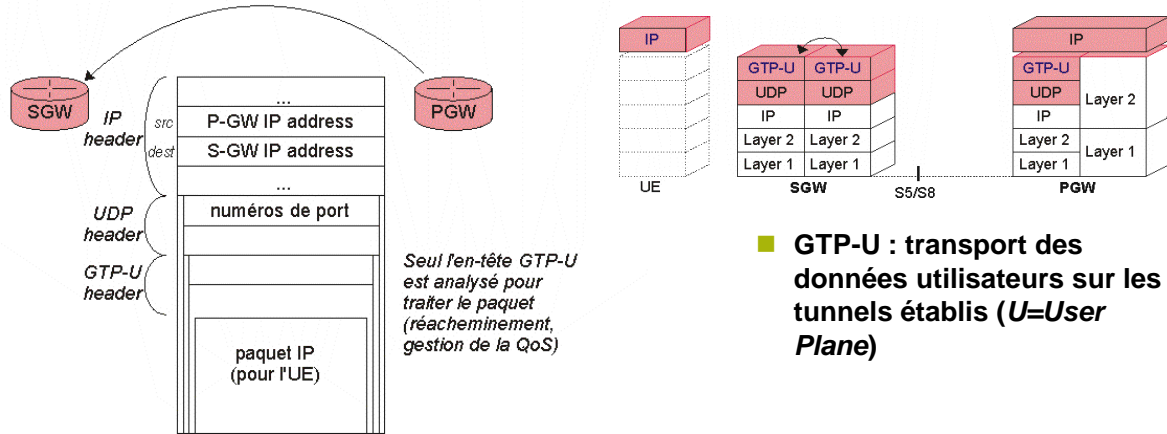 SGW
PGW
IP
header
src
dest
...
P-GW IP address
S-GW IP address
...
UDP
header
numéros de port
GTP-U
header
paquet IP
(pour l'UE)
Seul l'en-tête GTP-U
est analysé pour
traiter le paquet
(réacheminement,
gestion de la QoS)
IP
UE
GTP-U GTP-U
UDP UDP
IP IP
Layer 2 Layer 2
Layer 1 Layer 1
SGW
S5/S8
IP
GTP-U
UDP
IP
Layer 2
Layer 1
Layer 2
Layer 1
PGW
GTP-U : transport des
données utilisateurs sur les
tunnels établis (U=User
Plane)